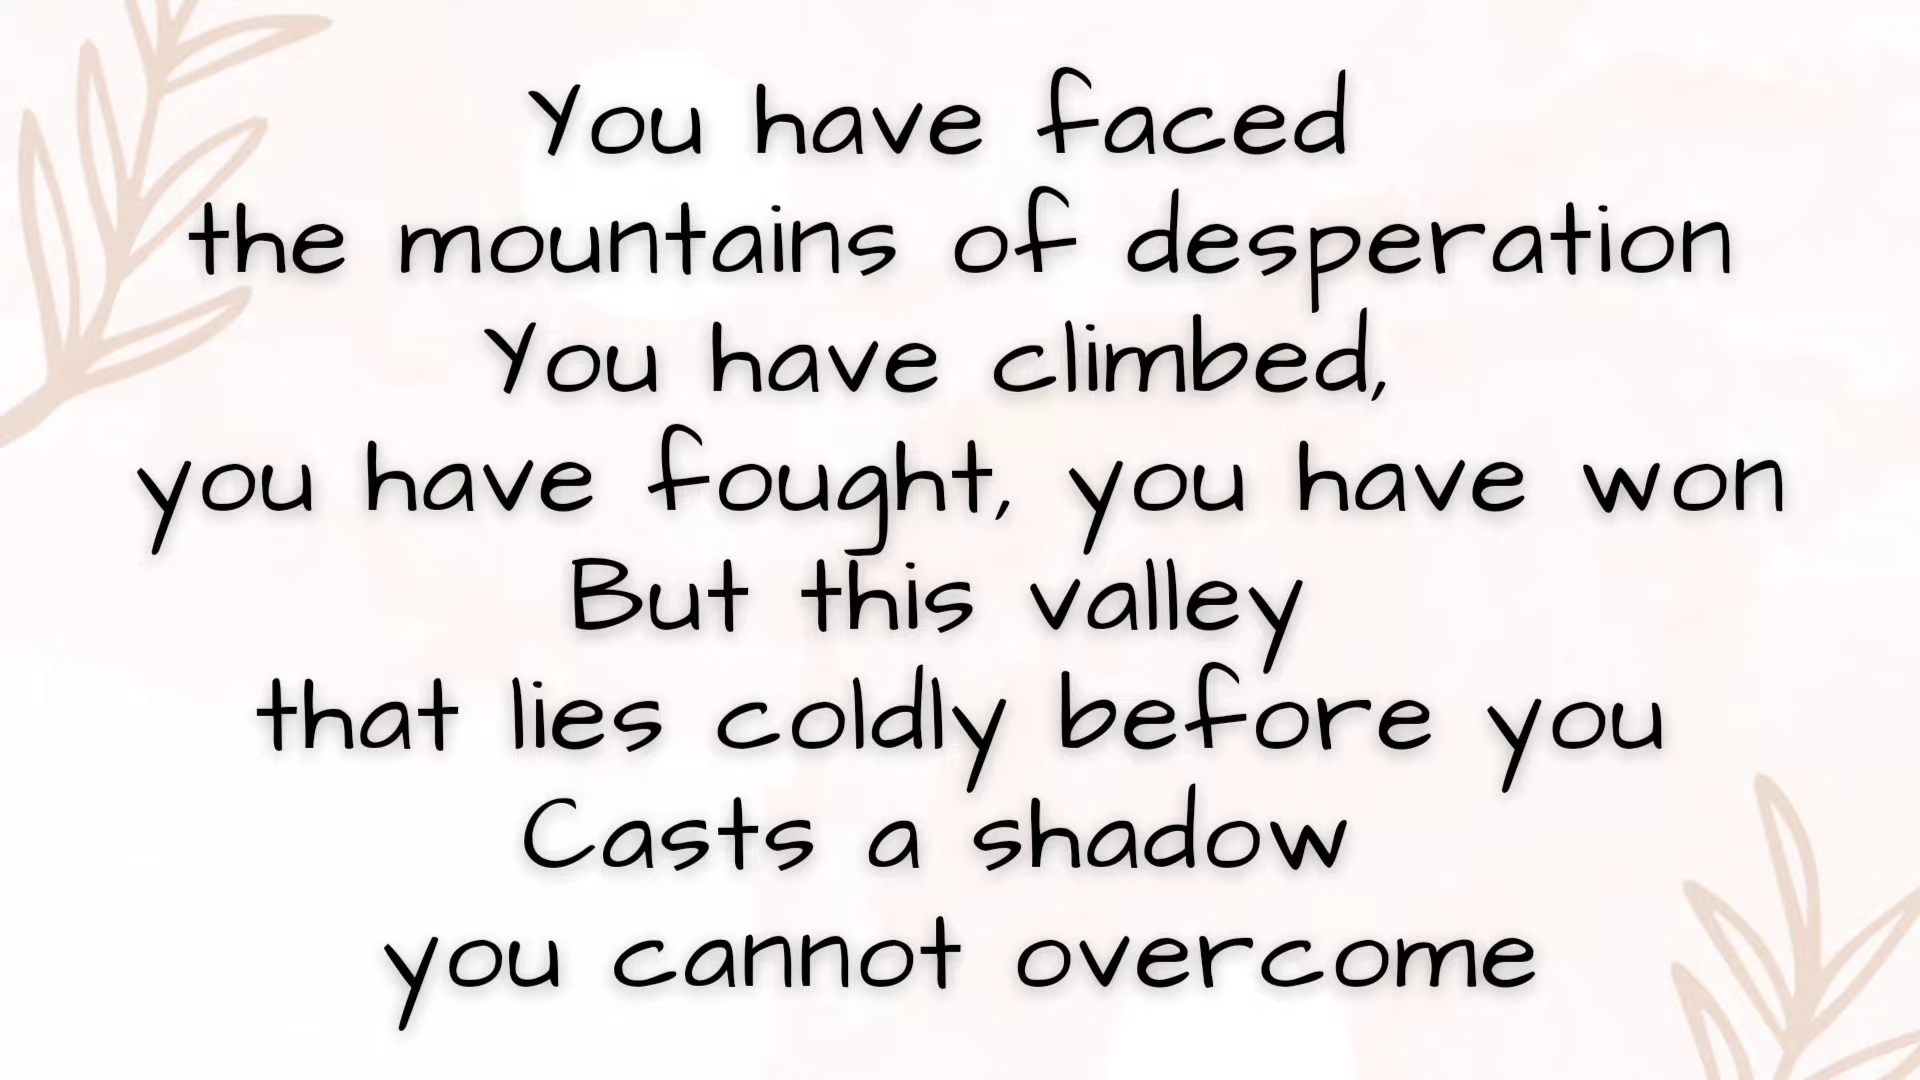 You have faced
the mountains of desperation
You have climbed,
you have fought, you have won
But this valley
that lies coldly before you
Casts a shadow
you cannot overcome